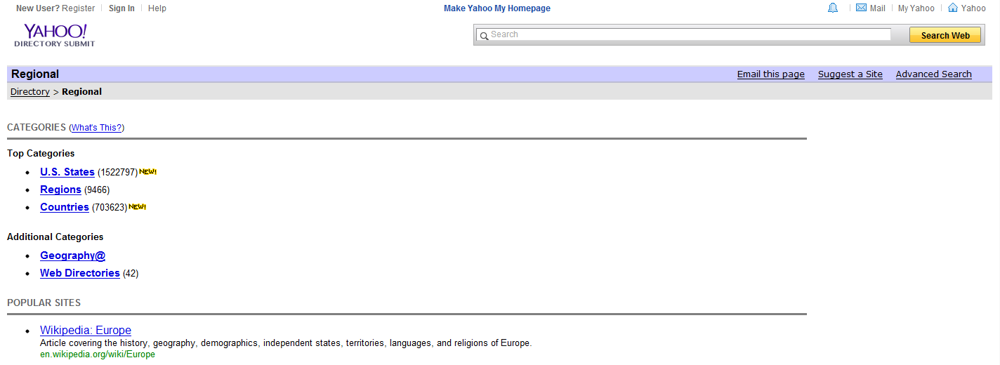 New User? Register Sign In Help Make Yahoo My Homepage Mail My Yahoo Yahoo
YAHOO!
DIRECTORY SUBMIT
Search Search Web
Regional Email this page Suggest a Site Advanced Search
Directory > Regional
CATEGORIES (What's This?)
Top Categories
U.S. States (1522797) NEW!
Regions (9466)
Countries (703623) NEW!
Additional Categories
Geography@
Web Directories (42)
POPULAR SITES
Wikipedia: Europe
Article covering the history, geography, demographics, independent states, territories, languages, and religions of Europe.
en.wikipedia.org/wiki/Europe